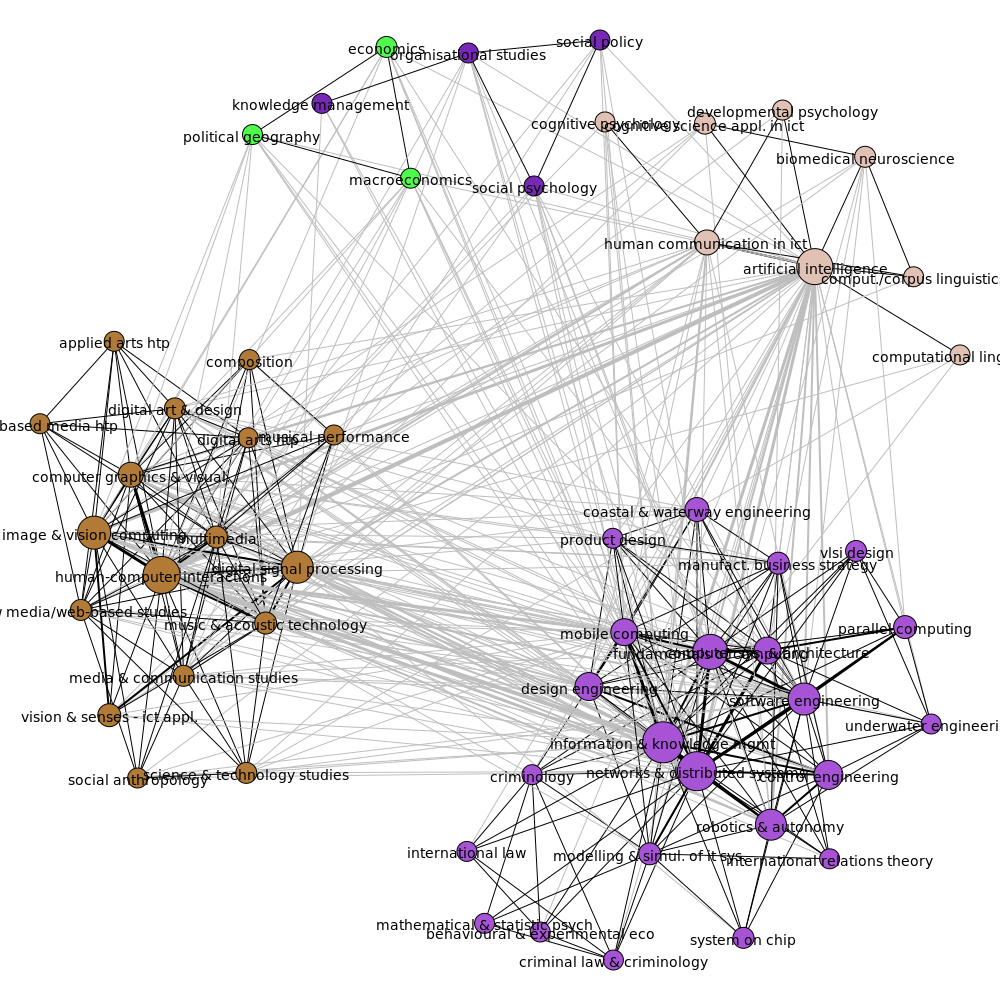 economics
organisational studies
social policy
knowledge management
political geography
macroeconomics
social psychology
cognitive psychology
cognitive science appl. in ict
developmental psychology
biomedical neuroscience
human communication in ict
artificial intelligence
comput./corpus linguistic
computational ling
applied arts htp
composition
digital art & design
based media htp
digital arts htp
musical performance
computer graphics & visual.
image & vision computing
multimedia
human-computer interactions
digital signal processing
media/web-based studies
music & acoustic technology
media & communication studies
vision & senses - ict appl.
social anthropology
science & technology studies
coastal & waterway engineering
product design
manufact. business strategy
vlsi design
parallel computing
mobile computing
fundamentals of computing
computer sys. & architecture
design engineering
software engineering
underwater engineeri
information & knowledge mgmt
networks & distributed systems
control engineering
criminology
robotics & autonomy
international law
modelling & simul. of it sys.
international relations theory
mathematical & statistic psych
behavioural & experimental eco
system on chip
criminal law & criminology